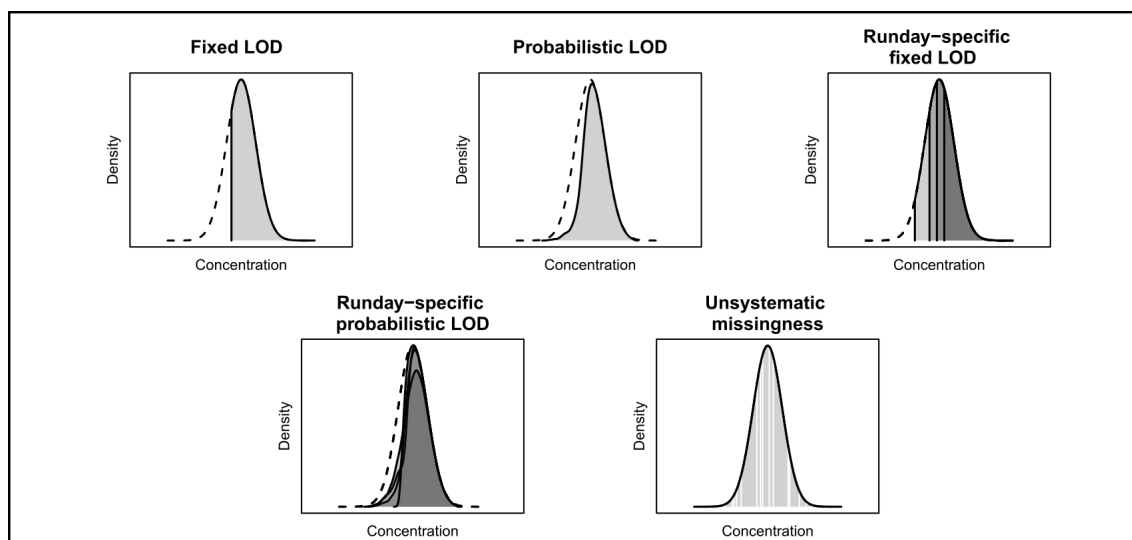 Fixed LOD
Density
Concentration
Probabilistic LOD
Density
Concentration
Runday−specific
fixed LOD
Density
Concentration
Runday−specific
probabilistic LOD
Density
Concentration
Unsystematic
missingness
Density
Concentration